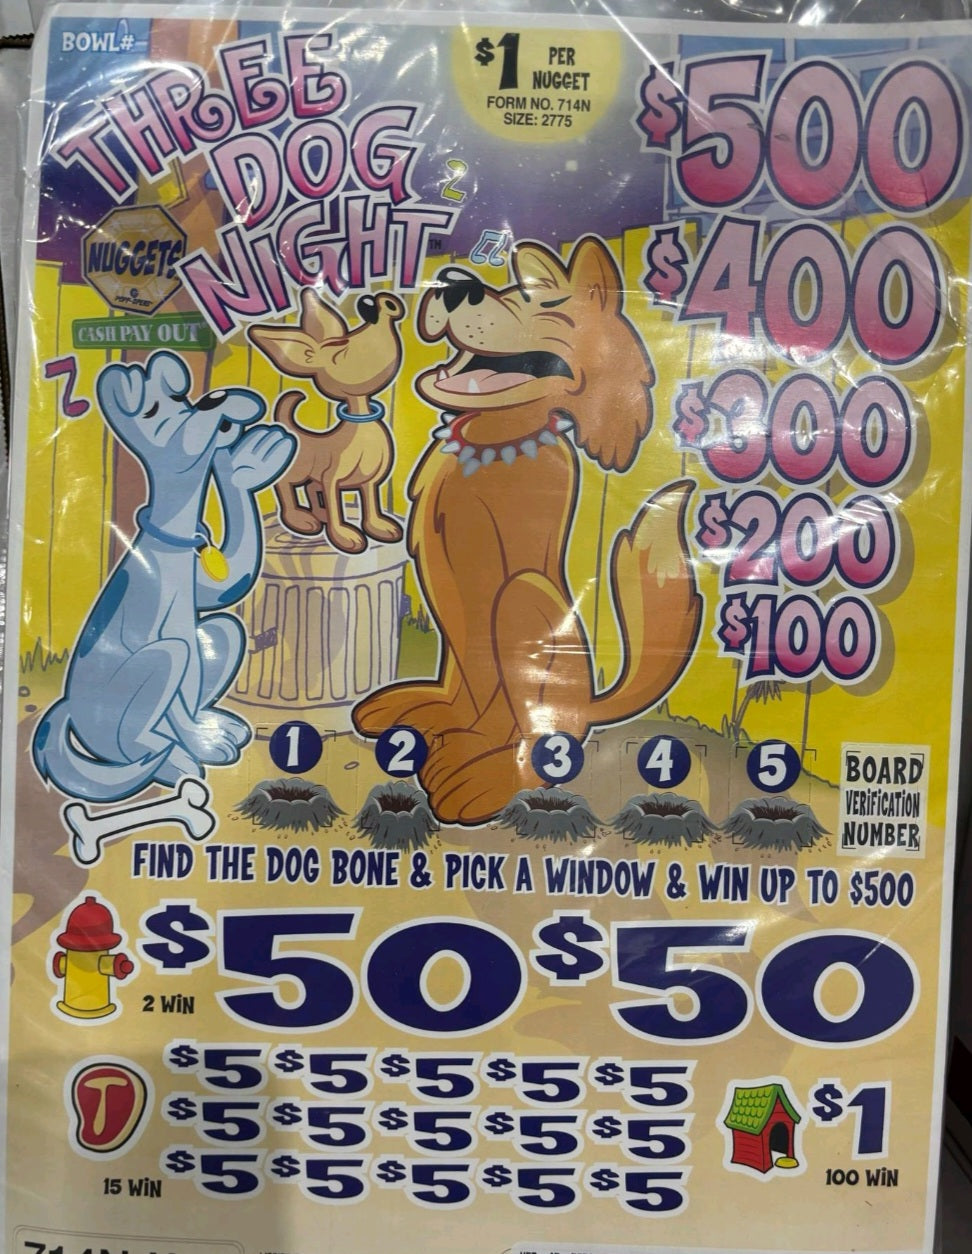 BOWL#
THREE
DOG
NIGHT™
$1 PER
NUGGET
FORM NO. 714N
SIZE: 2775
$500
$400
$300
$200
$100
NUGGETS
CASH PAY OUT
1 2 3 4 5
BOARD
VERIFICATION
NUMBER
FIND THE DOG BONE & PICK A WINDOW & WIN UP TO $500
$50 $50
2 WIN
$5 $5 $5 $5 $5
$5 $5 $5 $5 $5
$5 $5 $5 $5 $5
15 WIN
T
$1
100 WIN